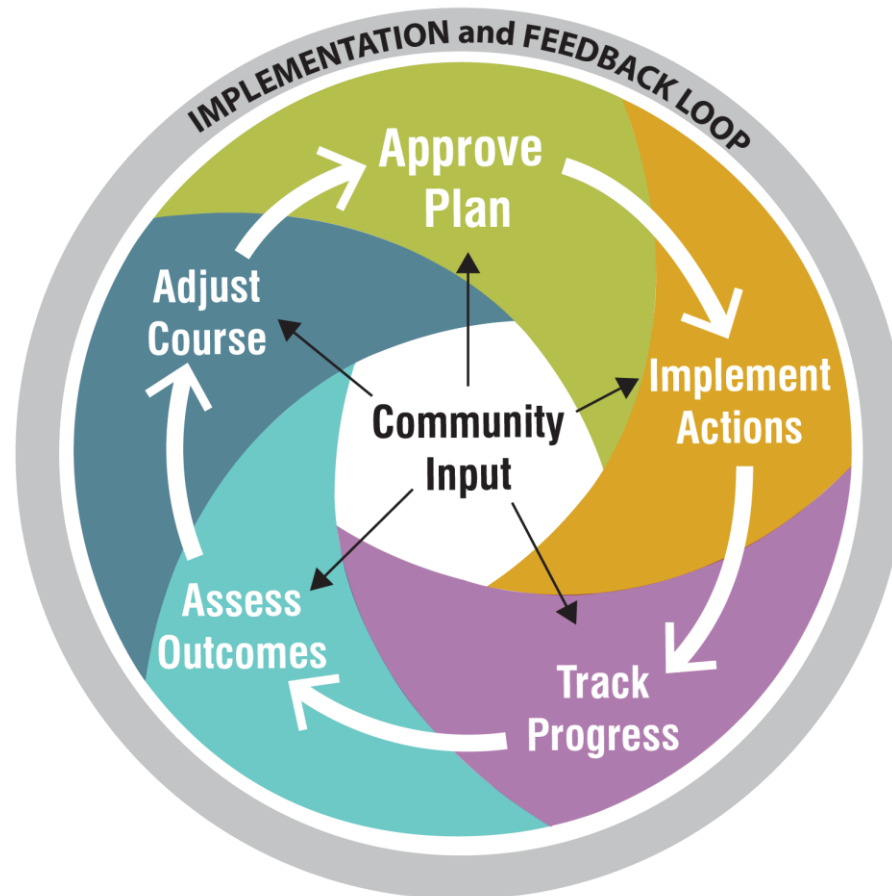 IMPLEMENTATION and FEEDBACK LOOP
Approve
Plan
Implement
Actions
Track
Progress
Assess
Outcomes
Adjust
Course
Community
Input